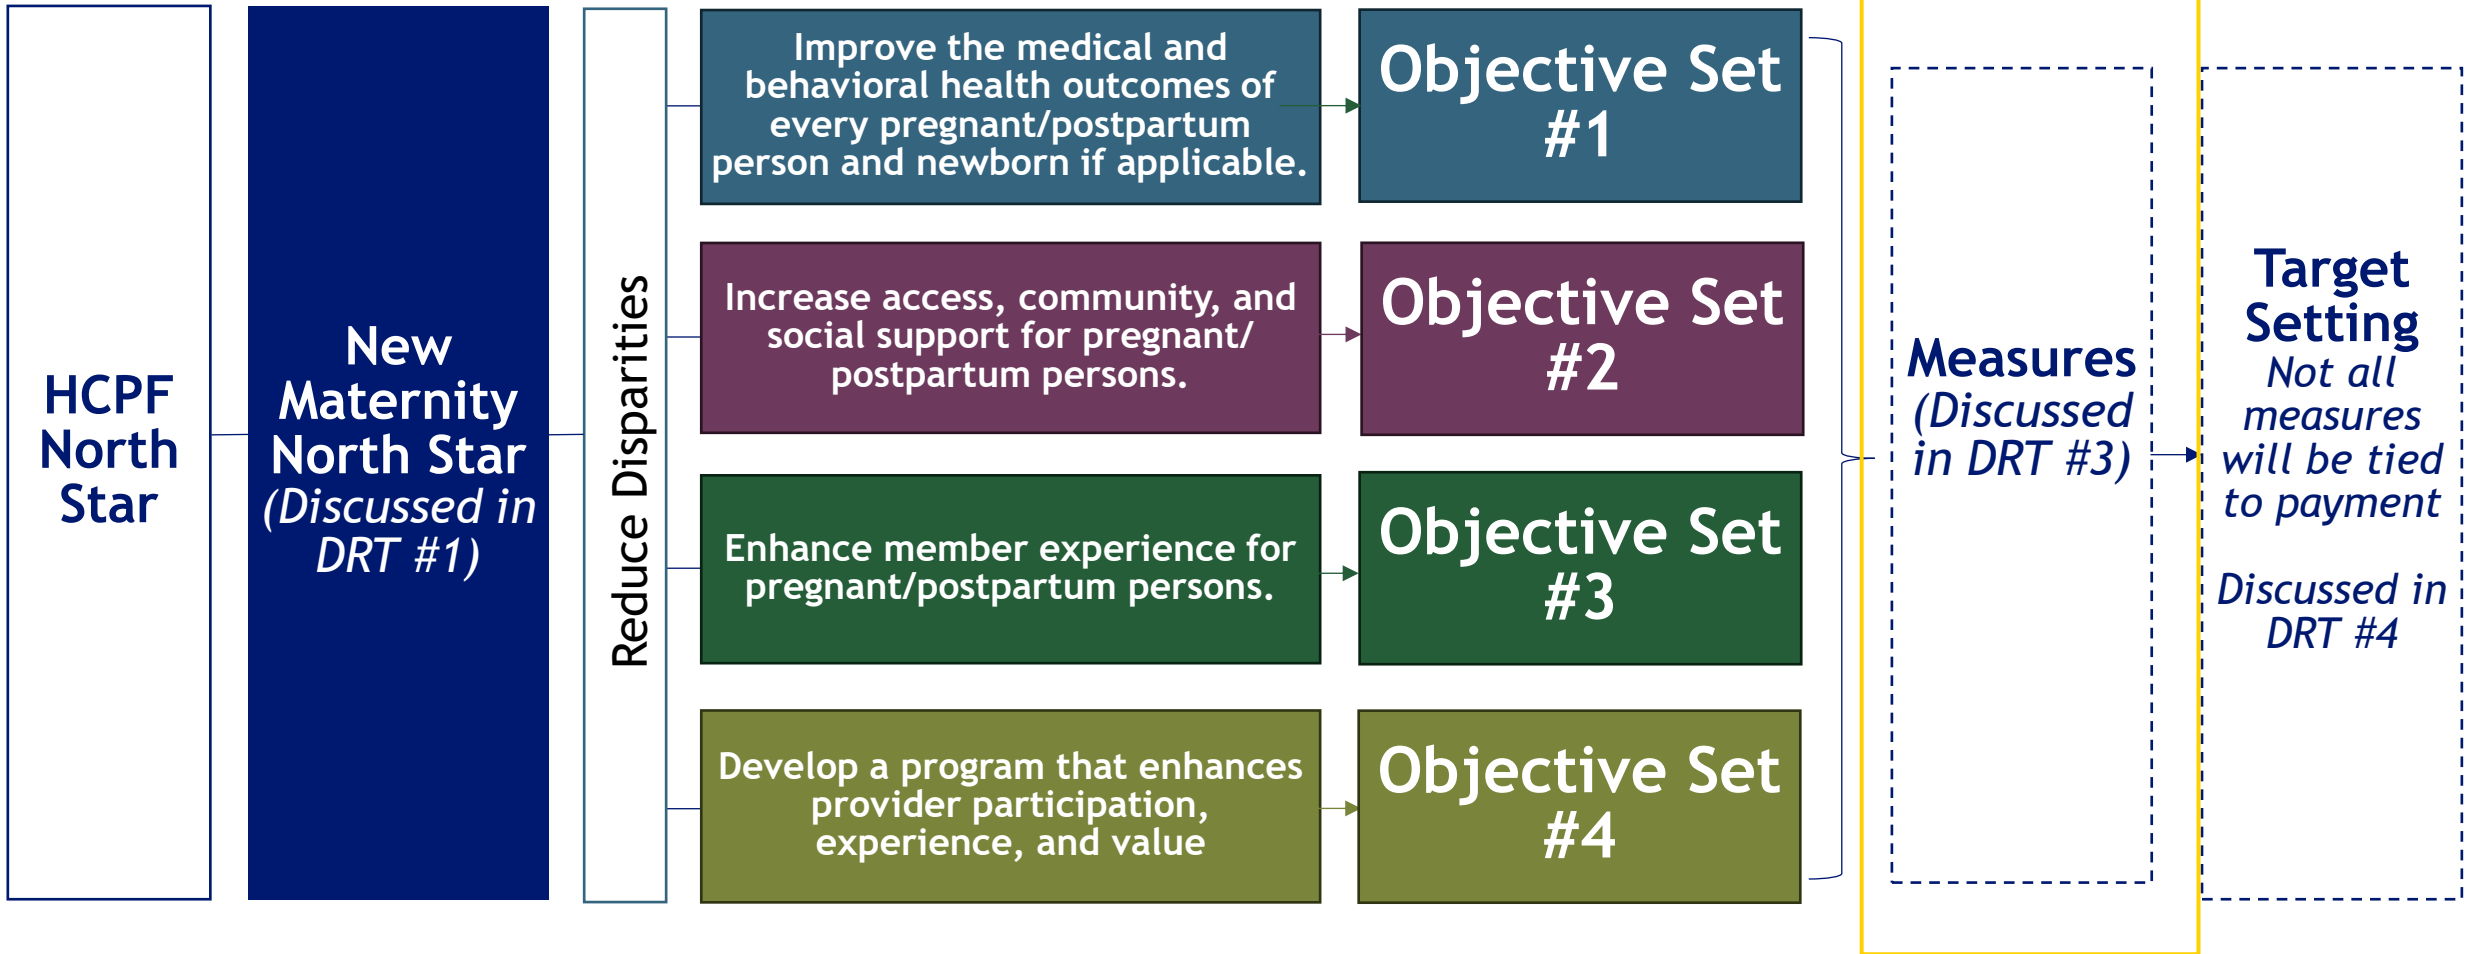 HCPF
North
Star
New
Maternity
North Star
(Discussed in
DRT #1)
Reduce Disparities
Improve the medical and
behavioral health outcomes of
every pregnant/postpartum
person and newborn if applicable.
Objective Set
#1
Increase access, community, and
social support for pregnant/
postpartum persons.
Objective Set
#2
Enhance member experience for
pregnant/postpartum persons.
Objective Set
#3
Develop a program that enhances
provider participation,
experience, and value
Objective Set
#4
Measures
(Discussed
in DRT #3)
Target
Setting
Not all
measures
will be tied
to payment
Discussed in
DRT #4